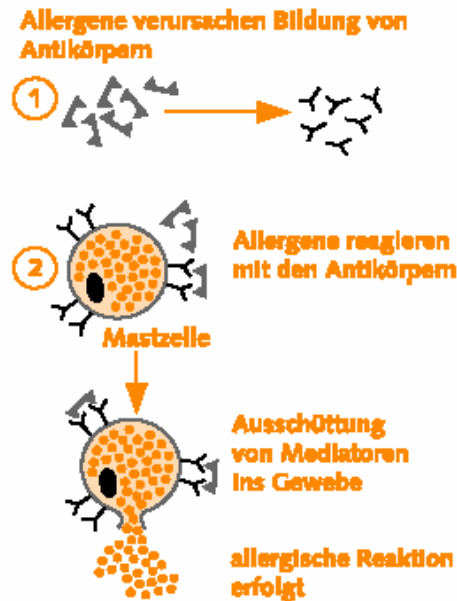 Allergene verursachen Bildung von
Antikörpern
1
2
Allergene reagieren
mit den Antikörpern
Mastzelle
Ausschüttung
von Mediatoren
ins Gewebe
allergische Reaktion
erfolgt